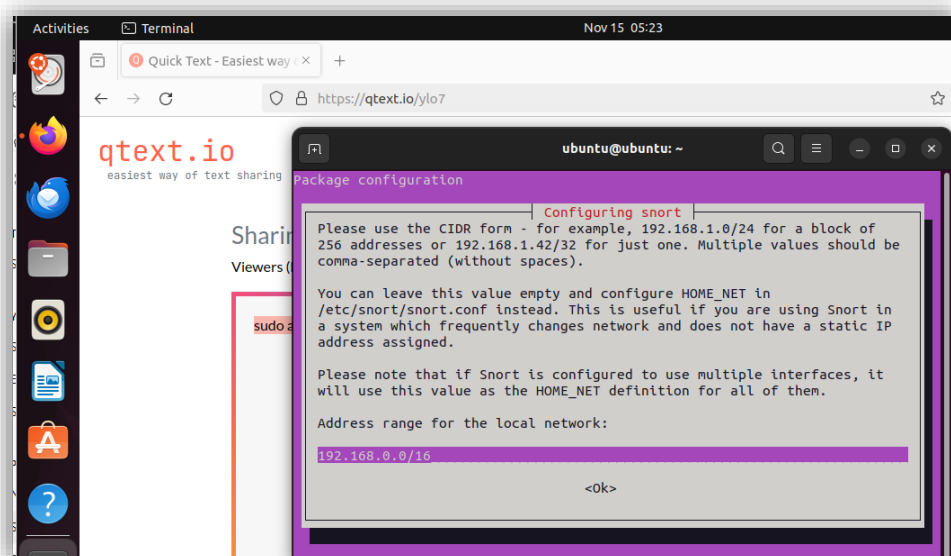 Activities
Terminal
Nov 15 05:23
Quick Text - Easiest way
https://qtext.io/ylo7
qtext.io
easiest way of text sharing
Viewers
sudo
ubuntu@ubuntu: ~
Package configuration
Configuring snort
Please use the CIDR form - for example, 192.168.1.0/24 for a block of
256 addresses or 192.168.1.42/32 for just one. Multiple values should be
comma-separated (without spaces).
You can leave this value empty and configure HOME_NET in
/etc/snort/snort.conf instead. This is useful if you are using Snort in
a system which frequently changes network and does not have a static IP
address assigned.
Please note that if Snort is configured to use multiple interfaces, it
will use this value as the HOME_NET definition for all of them.
Address range for the local network:
192.168.0.0/16
<Ok>